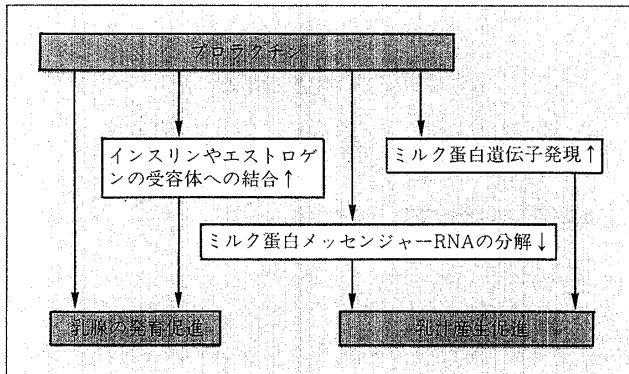 プロラクチン
インスリンやエストロゲ
ンの受容体への結合↑
ミルク蛋白遺伝子発現↑
ミルク蛋白メッセンジャーRNAの分解↓
乳腺の発育促進
乳汁産生促進